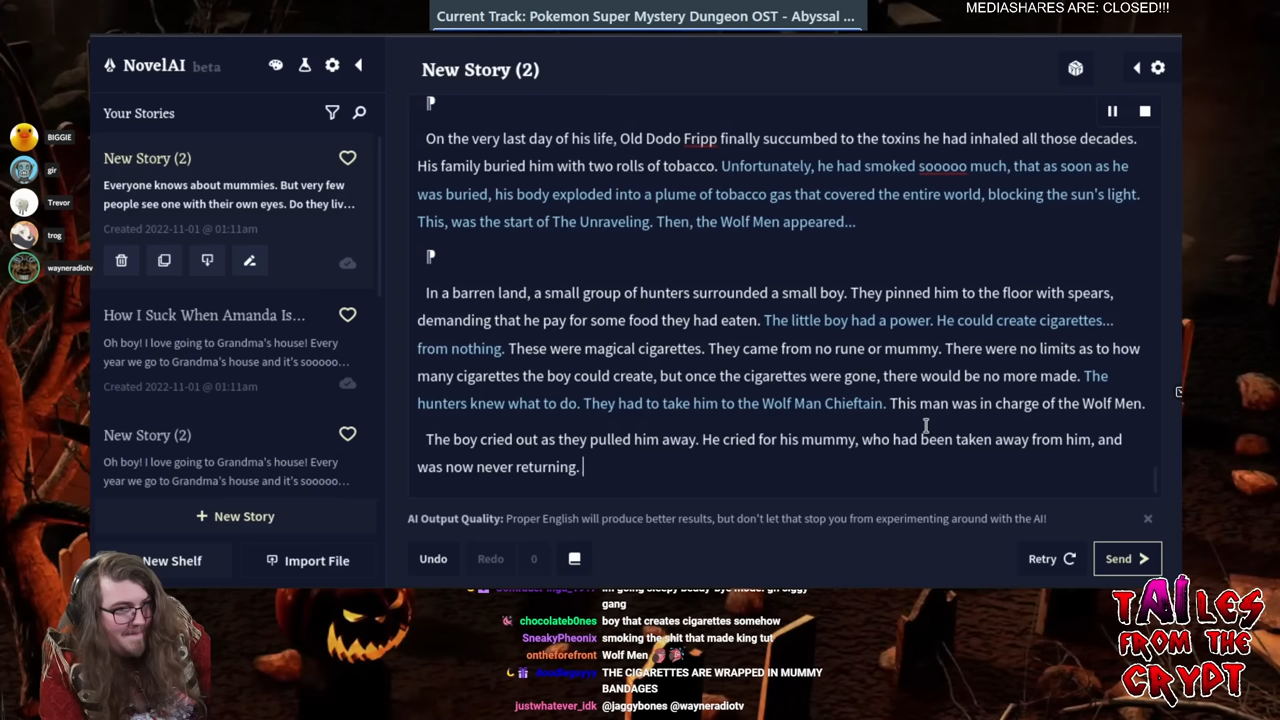 MEDIASHARES ARE: CLOSED!!!
Current Track: Pokemon Super Mystery Dungeon OST - Abyssal ...
NovelAI beta
New Story (2)
Your Stories
New Story (2)
Everyone knows about mummies. But very few
people see one with their own eyes. Do they liv...
Created 2022-11-01 @ 01:11am
How I Suck When Amanda Is...
Oh boy! I love going to Grandma's house! Every
year we go to Grandma's house and it's sooooo...
Created 2022-11-01 @ 01:11am
New Story (2)
Oh boy! I love going to Grandma's house! Every
year we go to Grandma's house and it's sooooo...
+ New Story
New Shelf
Import File
BIGGIE
gir
Trevor
trog
wayneradiotv
On the very last day of his life, Old Dodo Fripp finally succumbed to the toxins he had inhaled all those decades.
His family buried him with two rolls of tobacco. Unfortunately, he had smoked sooooo much, that as soon as he
was buried, his body exploded into a plume of tobacco gas that covered the entire world, blocking the sun's light.
This, was the start of The Unraveling. Then, the Wolf Men appeared...
In a barren land, a small group of hunters surrounded a small boy. They pinned him to the floor with spears,
demanding that he pay for some food they had eaten. The little boy had a power. He could create cigarettes...
from nothing. These were magical cigarettes. They came from no rune or mummy. There were no limits as to how
many cigarettes the boy could create, but once the cigarettes were gone, there would be no more made. The
hunters knew what to do. They had to take him to the Wolf Man Chieftain. This man was in charge of the Wolf Men.
The boy cried out as they pulled him away. He cried for his mummy, who had been taken away from him, and
was now never returning.
AI Output Quality: Proper English will produce better results, but don't let that stop you from experimenting around with the AI!
Undo
Redo
0
Retry
Send
gang
chocolateb0nes boy that creates cigarettes somehow
SneakyPheonix smoking the shit that made king tut
ontheforefront Wolf Men
THE CIGARETTES ARE WRAPPED IN MUMMY
BANDAGES
justwhatever_idk @jaggybones @wayneradiotv
TAILES
FROM THE
CRYPT